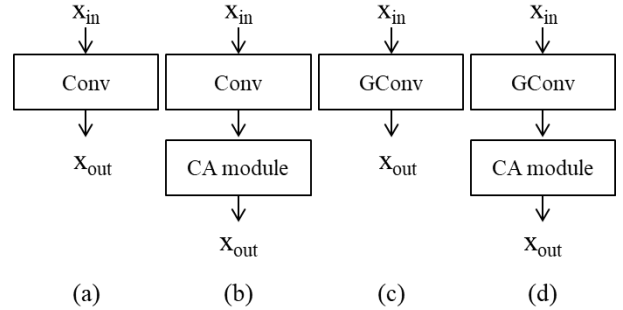 x_in x_in x_in x_in
Conv Conv GConv GConv
x_out CA module x_out CA module
x_out x_out
(a) (b) (c) (d)